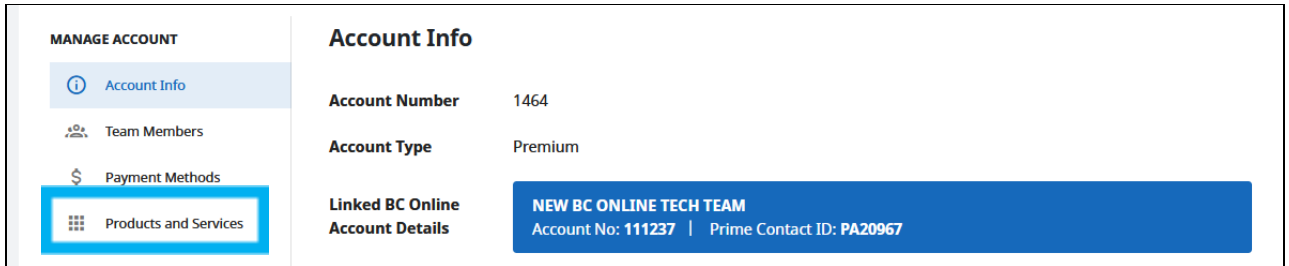 MANAGE ACCOUNT
Account Info
Team Members
Payment Methods
Products and Services
Account Info
Account Number 1464
Account Type Premium
Linked BC Online
Account Details
NEW BC ONLINE TECH TEAM
Account No: 111237 | Prime Contact ID: PA20967